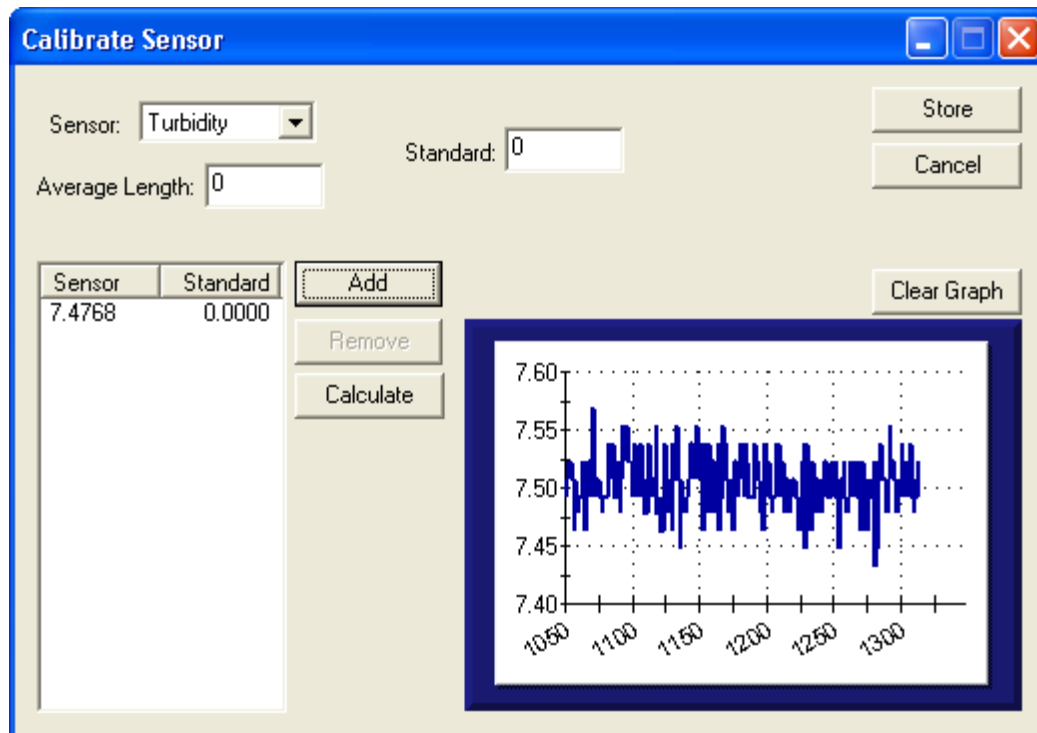 Calibrate Sensor
Sensor: Turbidity
Store
Standard: 0
Cancel
Average Length: 0
Sensor Standard
7.4768 0.0000
Add
Remove
Calculate
Clear Graph
7.60
7.55
7.50
7.45
7.40
1050 1100 1150 1200 1250 1300